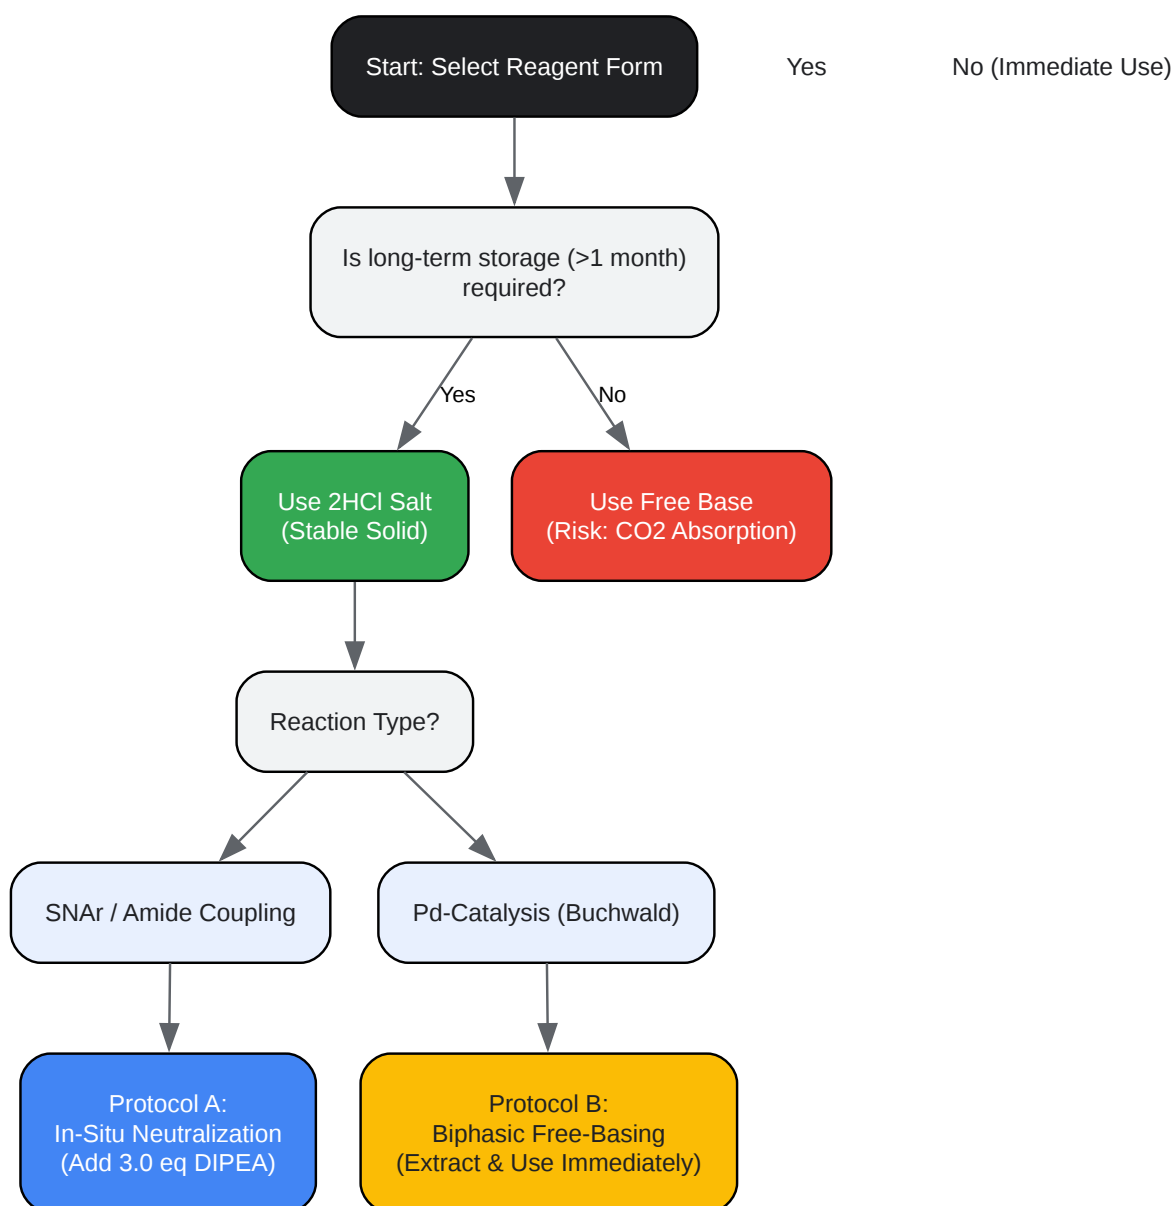 Start: Select Reagent Form
Yes
No (Immediate Use)
Is long-term storage (>1 month)
required?
Yes
No
Use 2HCl Salt
(Stable Solid)
Use Free Base
(Risk: CO2 Absorption)
Reaction Type?
SNAr / Amide Coupling
Pd-Catalysis (Buchwald)
Protocol A:
In-Situ Neutralization
(Add 3.0 eq DIPEA)
Protocol B:
Biphasic Free-Basing
(Extract & Use Immediately)